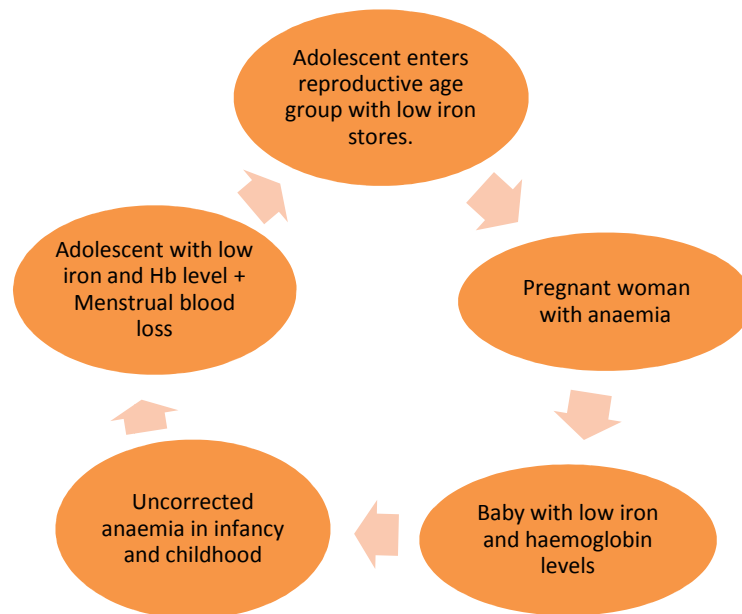 Adolescent enters
reproductive age
group with low iron
stores.
Pregnant woman
with anaemia
Baby with low iron
and haemoglobin
levels
Uncorrected
anaemia in infancy
and childhood
Adolescent with low
iron and Hb level +
Menstrual blood
loss